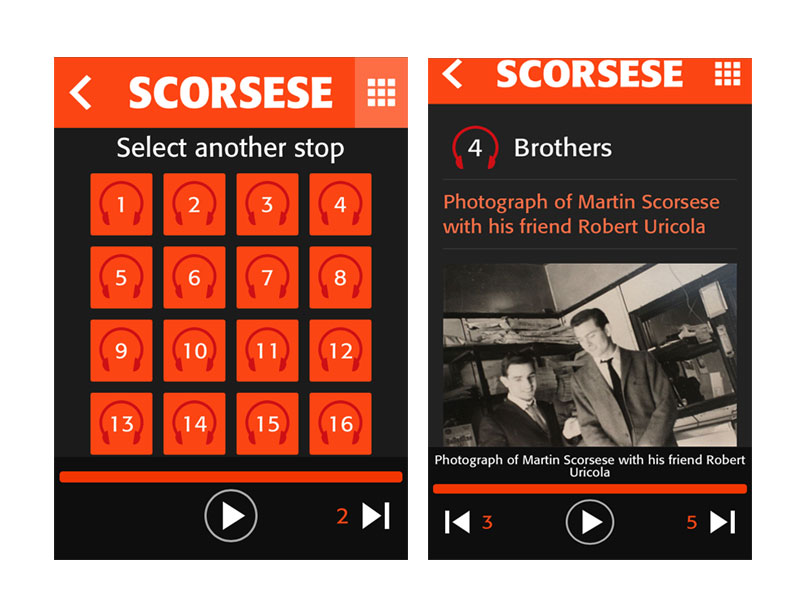 SCORSESE
Select another stop
1 2 3 4
5 6 7 8
9 10 11 12
13 14 15 16
2
SCORSESE
4 Brothers
Photograph of Martin Scorsese
with his friend Robert Uricola
Photograph of Martin Scorsese with his friend Robert
Uricola
3 5